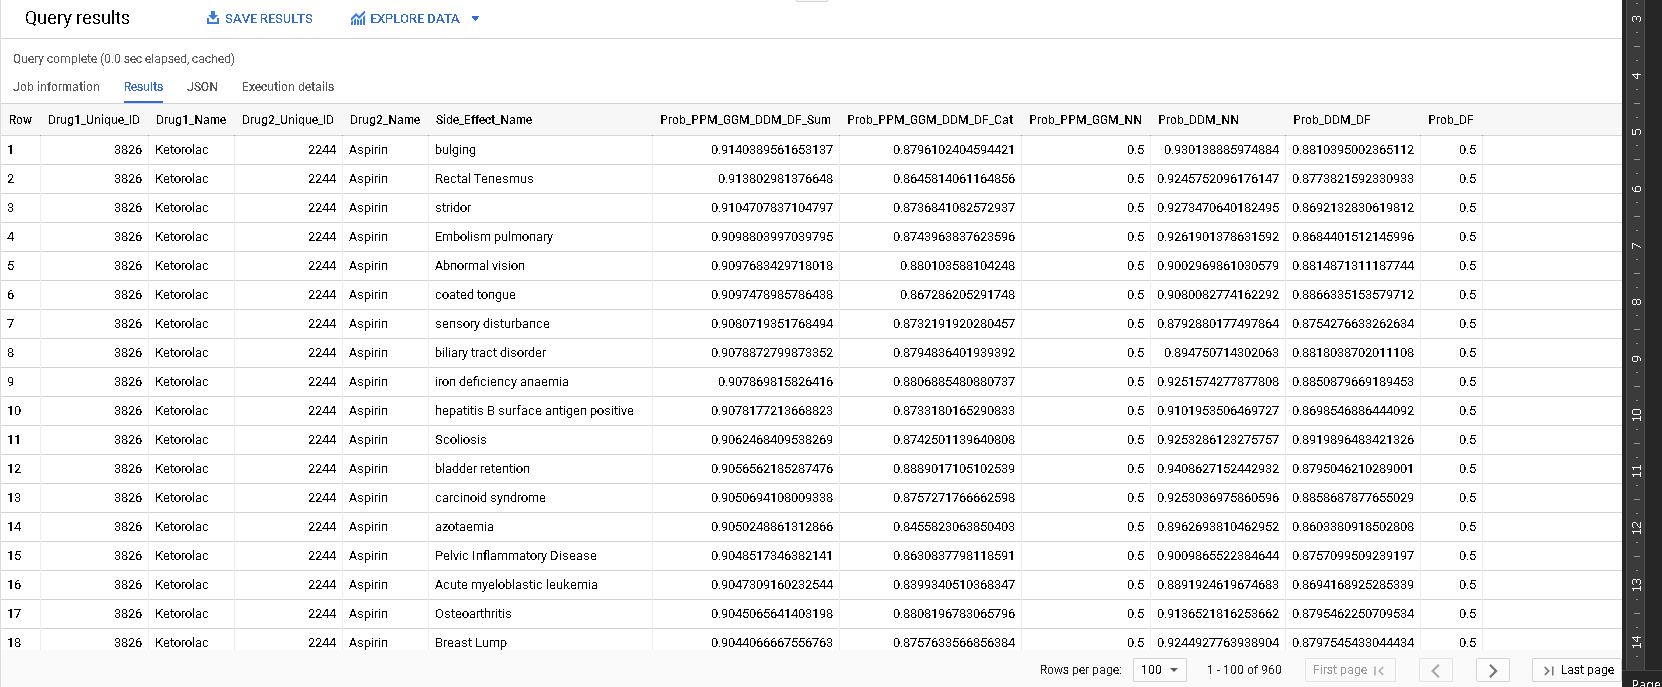 Query results SAVE RESULTS EXPLORE DATA
Query complete (0.0 sec elapsed, cached)
Job information Results JSON Execution details
Row Drug1_Unique_ID Drug1_Name Drug2_Unique_ID Drug2_Name Side_Effect_Name Prob_PPM_GGM_DDM_DF_Sum Prob_PPM_GGM_DDM_DF_Cat Prob_PPM_GGM_NN Prob_DDM_NN Prob_DDM_DF Prob_DF
1 3826 Ketorolac 2244 Aspirin bulging 0.9140389561653137 0.8796102404594421 0.5 0.930138885974884 0.8810395002365112 0.5
2 3826 Ketorolac 2244 Aspirin Rectal Tenesmus 0.913802981376648 0.8645814061164856 0.5 0.9245752096176147 0.8773821592330933 0.5
3 3826 Ketorolac 2244 Aspirin stridor 0.9104707837104797 0.8736841082572937 0.5 0.9273470640182495 0.8692132830619812 0.5
4 3826 Ketorolac 2244 Aspirin Embolism pulmonary 0.9098803997039795 0.8743963837623596 0.5 0.9261901378631592 0.8684401512145996 0.5
5 3826 Ketorolac 2244 Aspirin Abnormal vision 0.9097683429718018 0.880103588104248 0.5 0.9002969861030579 0.8814871311187744 0.5
6 3826 Ketorolac 2244 Aspirin coated tongue 0.9097478985786438 0.867286205291748 0.5 0.9080082774162292 0.8866335153579712 0.5
7 3826 Ketorolac 2244 Aspirin sensory disturbance 0.9080719351768494 0.8732191920280457 0.5 0.8792880177497864 0.8754276633262634 0.5
8 3826 Ketorolac 2244 Aspirin biliary tract disorder 0.9078872799873352 0.8794836401939392 0.5 0.894750714302063 0.8818038702011108 0.5
9 3826 Ketorolac 2244 Aspirin iron deficiency anaemia 0.907869815826416 0.8806885480880737 0.5 0.9251574277877808 0.8850879669189453 0.5
10 3826 Ketorolac 2244 Aspirin hepatitis B surface antigen positive 0.9078177213668823 0.8733180165290833 0.5 0.9101953506469727 0.8698546886444092 0.5
11 3826 Ketorolac 2244 Aspirin Scoliosis 0.9062468409538269 0.8742501139640808 0.5 0.9253286123275757 0.8919896483421326 0.5
12 3826 Ketorolac 2244 Aspirin bladder retention 0.9056562185287476 0.8889017105102539 0.5 0.9408627152442932 0.8795046210289001 0.5
13 3826 Ketorolac 2244 Aspirin carcinoid syndrome 0.9050694108009338 0.8757271766662598 0.5 0.9253036975860596 0.8858687877655029 0.5
14 3826 Ketorolac 2244 Aspirin azotaemia 0.9050248861312866 0.8455823063850403 0.5 0.8962693810462952 0.8603380918502808 0.5
15 3826 Ketorolac 2244 Aspirin Pelvic Inflammatory Disease 0.9048517346382141 0.8630837798118591 0.5 0.9009865522384644 0.8757099509239197 0.5
16 3826 Ketorolac 2244 Aspirin Acute myeloblastic leukemia 0.9047309160232544 0.8399340510368347 0.5 0.8891924619674683 0.8694168925285339 0.5
17 3826 Ketorolac 2244 Aspirin Osteoarthritis 0.9045065641403198 0.8808196783065796 0.5 0.9136521816253662 0.8795462250709534 0.5
18 3826 Ketorolac 2244 Aspirin Breast Lump 0.9044066667556763 0.8757633566856384 0.5 0.9244927763938904 0.8797545433044434 0.5
Rows per page: 100 1 - 100 of 960 First page Last page
3
4
5
6
7
8
9
10
11
12
13
14
Page